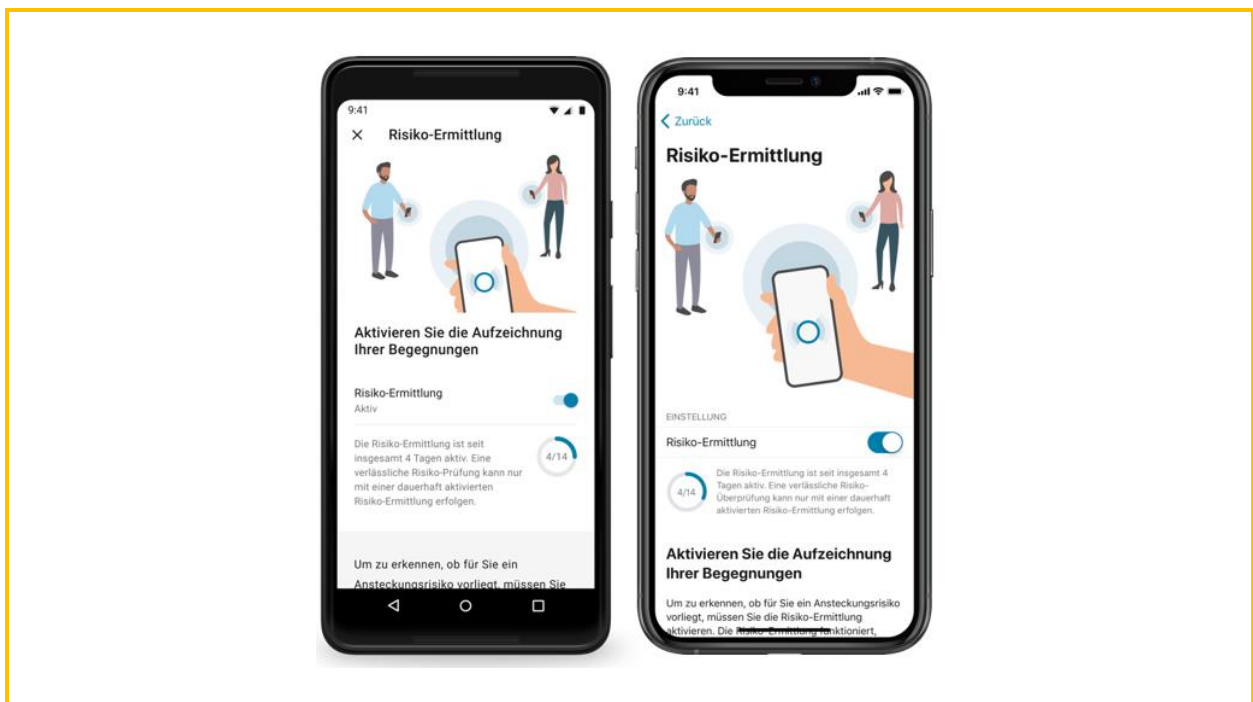 9:41
Risiko-Ermittlung
Aktivieren Sie die Aufzeichnung
Ihrer Begegnungen
Risiko-Ermittlung
Aktiv
Die Risiko-Ermittlung ist seit
insgesamt 4 Tagen aktiv. Eine
verlässliche Risiko-Prüfung kann nur
mit einer dauerhaft aktivierten
Risiko-Ermittlung erfolgen.
4/14
Um zu erkennen, ob für Sie ein
Ansteckungsrisiko vorliegt, müssen Sie
9:41
Zurück
Risiko-Ermittlung
EINSTELLUNG
Risiko-Ermittlung
4/14
Die Risiko-Ermittlung ist seit insgesamt 4
Tagen aktiv. Eine verlässliche Risiko-
Überprüfung kann nur mit einer dauerhaft
aktivierten Risiko-Ermittlung erfolgen.
Aktivieren Sie die Aufzeichnung
Ihrer Begegnungen
Um zu erkennen, ob für Sie ein Ansteckungsrisiko
vorliegt, müssen Sie die Risiko-Ermittlung
aktivieren. Die Risiko-Ermittlung funktioniert,